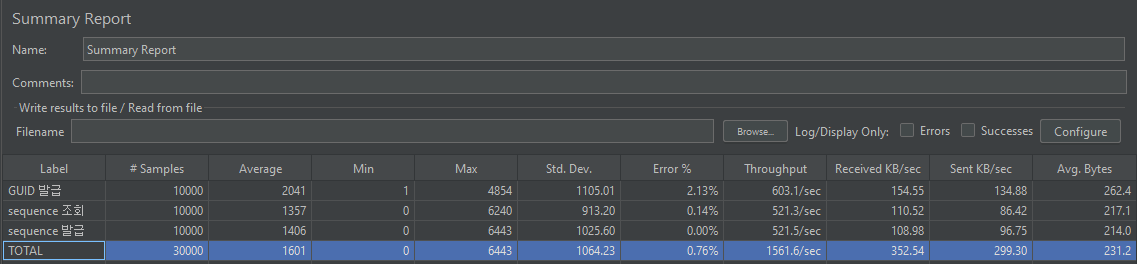 Summary Report
Name: Summary Report
Comments:
Write results to file / Read from file
Filename Browse... Log/Display Only: Errors Successes Configure
Label # Samples Average Min Max Std. Dev. Error % Throughput Received KB/sec Sent KB/sec Avg. Bytes
GUID 발급 10000 2041 1 4854 1105.01 2.13% 603.1/sec 154.55 134.88 262.4
sequence 조회 10000 1357 0 6240 913.20 0.14% 521.3/sec 110.52 86.42 217.1
sequence 발급 10000 1406 0 6443 1025.60 0.00% 521.5/sec 108.98 96.75 214.0
TOTAL 30000 1601 0 6443 1064.23 0.76% 1561.6/sec 352.54 299.30 231.2